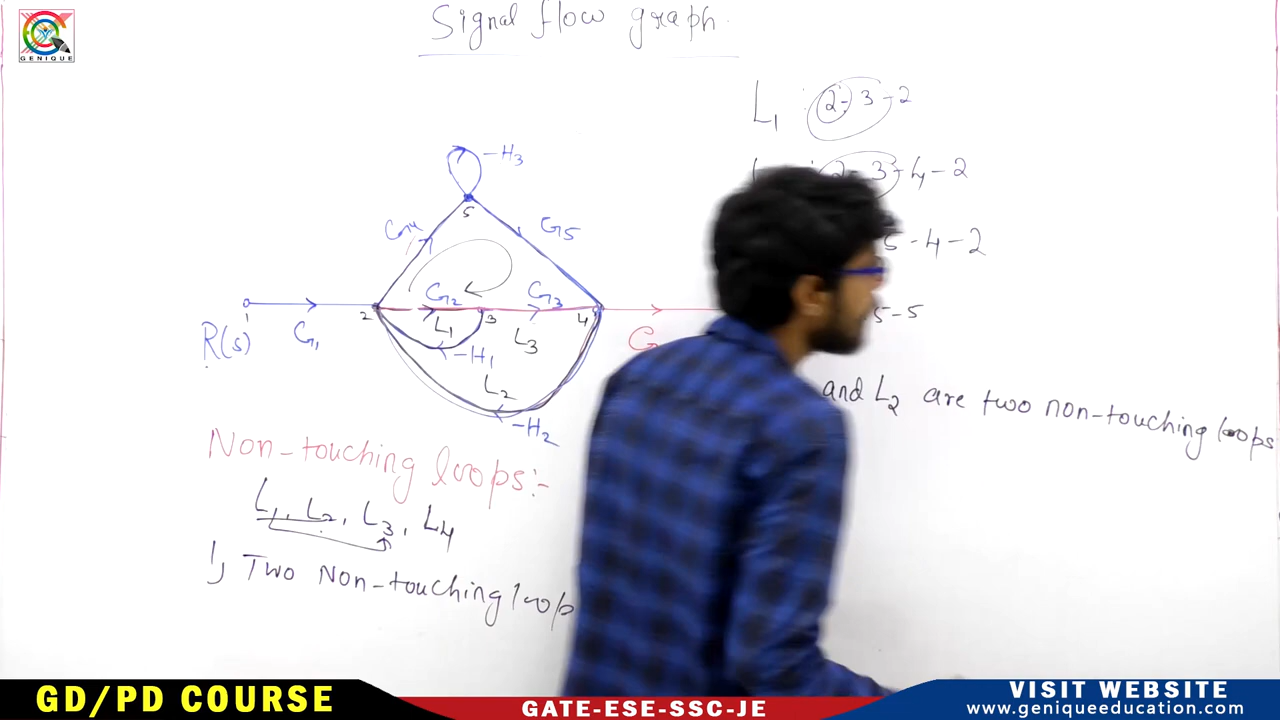 GENIQUE
Signal flow graph
L1 : 2-3-2
: 2-3-4-2
5-4-2
5-5
-H3
5
G4
G5
G2
G3
1
2
3
4
L1
L3
R(s)
G1
-H1
L2
-H2
and L2 are two non-touching loops
Non-touching loops:-
L1, L2, L3, L4
1) Two Non-touching loop
GD/PD COURSE
GATE-ESE-SSC-JE
VISIT WEBSITE
www.geniqueeducation.com